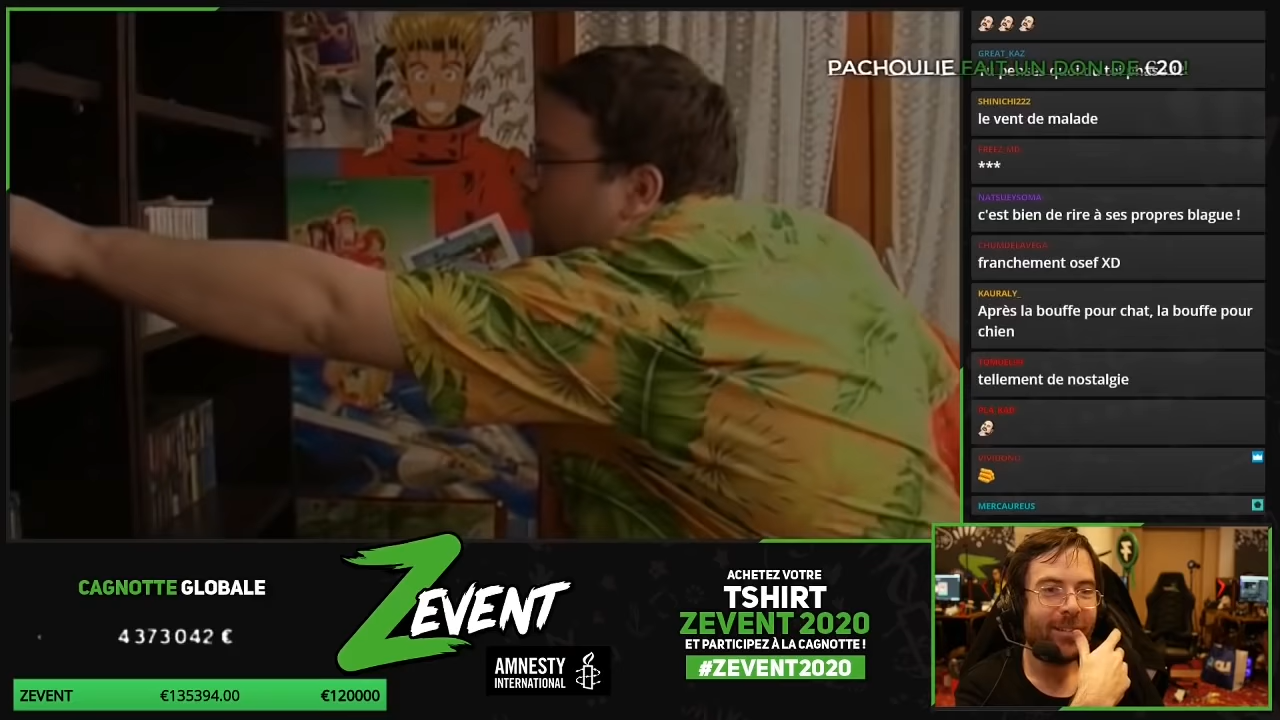 PACHOULIE FAIT UN DON DE €20 !
GREAT_KAZ
SHINICHI222
le vent de malade
***
NATSUEYSOMA
c'est bien de rire à ses propres blague !
CHUMDELAVEGA
franchement osef XD
KAURALY_
Après la bouffe pour chat, la bouffe pour
chien
tellement de nostalgie
MERCAUREUS
CAGNOTTE GLOBALE
4 373 042 €
ZEVENT €135394.00 €120000
ZEVENT
AMNESTY
INTERNATIONAL
ACHETEZ VOTRE
TSHIRT
ZEVENT 2020
ET PARTICIPEZ À LA CAGNOTTE !
#ZEVENT2020